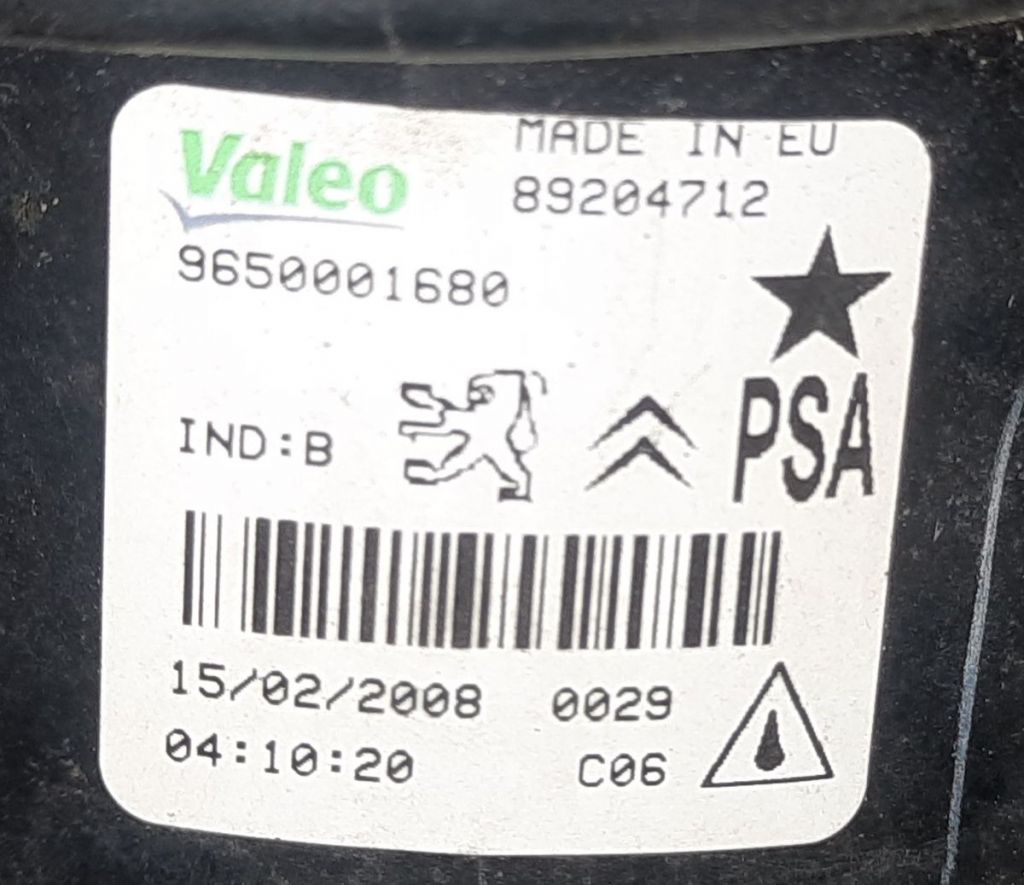 Valeo
MADE IN EU
89204712
9650001680
IND:B
PSA
15/02/2008 0029
04:10:20 C06